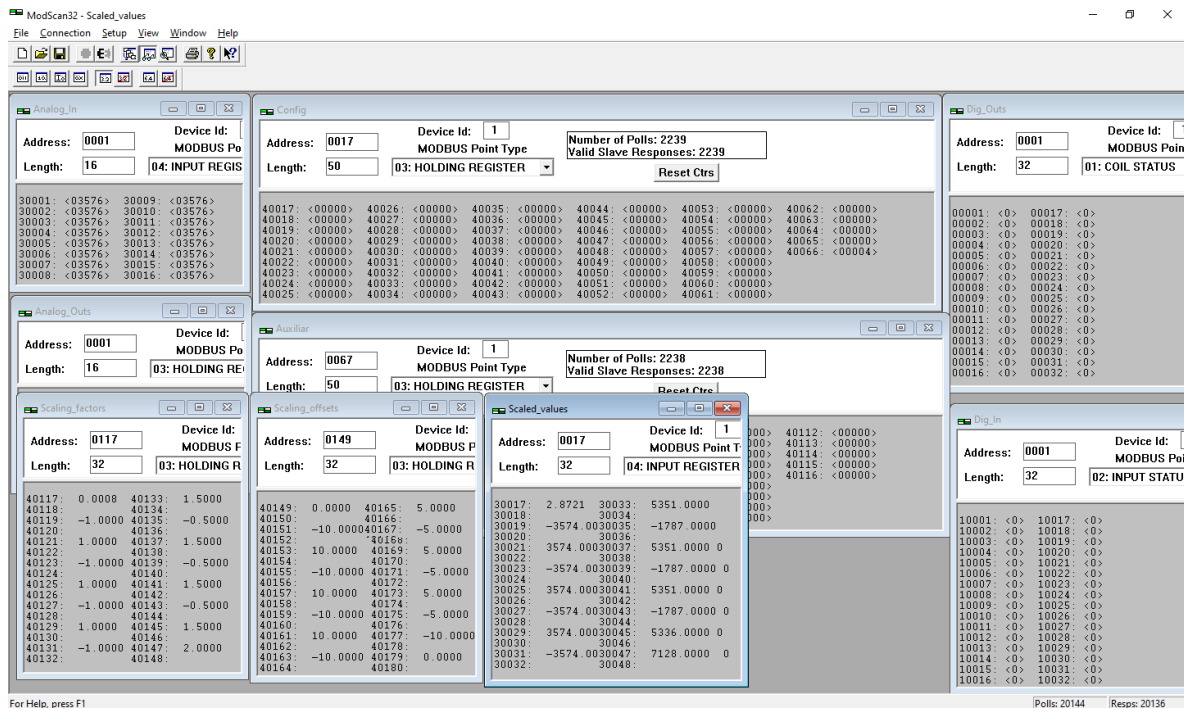 ModScan32 - Scaled_values
File Connection Setup View Window Help
Analog_In
Address: 0001
Device Id:
MODBUS Po
Length: 16
04: INPUT REGIS
30001: <03576> 30009: <03576>
30002: <03576> 30010: <03576>
30003: <03576> 30011: <03576>
30004: <03576> 30012: <03576>
30005: <03576> 30013: <03576>
30006: <03576> 30014: <03576>
30007: <03576> 30015: <03576>
30008: <03576> 30016: <03576>
Config
Address: 0017
Device Id: 1
MODBUS Point Type
Length: 50
03: HOLDING REGISTER
Number of Polls: 2239
Valid Slave Responses: 2239
Reset Ctrs
40017: <00000> 40026: <00000> 40035: <00000> 40044: <00000> 40053: <00000> 40062: <00000>
40018: <00000> 40027: <00000> 40036: <00000> 40045: <00000> 40054: <00000> 40063: <00000>
40019: <00000> 40028: <00000> 40037: <00000> 40046: <00000> 40055: <00000> 40064: <00000>
40020: <00000> 40029: <00000> 40038: <00000> 40047: <00000> 40056: <00000> 40065: <00000>
40021: <00000> 40030: <00000> 40039: <00000> 40048: <00000> 40057: <00000> 40066: <00004>
40022: <00000> 40031: <00000> 40040: <00000> 40049: <00000> 40058: <00000>
40023: <00000> 40032: <00000> 40041: <00000> 40050: <00000> 40059: <00000>
40024: <00000> 40033: <00000> 40042: <00000> 40051: <00000> 40060: <00000>
40025: <00000> 40034: <00000> 40043: <00000> 40052: <00000> 40061: <00000>
Dig_Outs
Address: 0001
Device Id: 1
MODBUS Poin
Length: 32
01: COIL STATUS
00001: <0> 00017: <0>
00002: <0> 00018: <0>
00003: <0> 00019: <0>
00004: <0> 00020: <0>
00005: <0> 00021: <0>
00006: <0> 00022: <0>
00007: <0> 00023: <0>
00008: <0> 00024: <0>
00009: <0> 00025: <0>
00010: <0> 00026: <0>
00011: <0> 00027: <0>
00012: <0> 00028: <0>
00013: <0> 00029: <0>
00014: <0> 00030: <0>
00015: <0> 00031: <0>
00016: <0> 00032: <0>
Analog_Outs
Address: 0001
Device Id:
MODBUS Po
Length: 16
03: HOLDING RE
Auxiliar
Address: 0067
Device Id: 1
MODBUS Point Type
Length: 50
03: HOLDING REGISTER
Number of Polls: 2238
Valid Slave Responses: 2238
Reset Ctrs
000> 40112: <00000>
000> 40113: <00000>
000> 40114: <00000>
000> 40115: <00000>
000> 40116: <00000>
000>
000>
000>
Scaling_factors
Address: 0117
Device Id:
MODBUS F
Length: 32
03: HOLDING R
40117: 0.0008 40133: 1.5000
40118: 40134:
40119: -1.0000 40135: -0.5000
40120: 40136:
40121: 1.0000 40137: 1.5000
40122: 40138:
40123: -1.0000 40139: -0.5000
40124: 40140:
40125: 1.0000 40141: 1.5000
40126: 40142:
40127: -1.0000 40143: -0.5000
40128: 40144:
40129: 1.0000 40145: 1.5000
40130: 40146:
40131: -1.0000 40147: 2.0000
40132: 40148:
Scaling_offsets
Address: 0149
Device Id:
MODBUS P
Length: 32
03: HOLDING R
40149: 0.0000 40165: 5.0000
40150: 40166:
40151: -10.000040167: -5.0000
40152: 40168:
40153: 10.0000 40169: 5.0000
40154: 40170:
40155: -10.0000 40171: -5.0000
40156: 40172:
40157: 10.0000 40173: 5.0000
40158: 40174:
40159: -10.0000 40175: -5.0000
40160: 40176:
40161: 10.0000 40177: -10.0000
40162: 40178:
40163: -10.0000 40179: 0.0000
40164: 40180:
Scaled_values
Address: 0017
Device Id: 1
MODBUS Point T
Length: 32
04: INPUT REGISTER
30017: 2.8721 30033: 5351.0000
30018: 30034:
30019: -3574.0030035: -1787.0000
30020: 30036:
30021: 3574.00030037: 5351.0000 0
30022: 30038:
30023: -3574.0030039: -1787.0000 0
30024: 30040:
30025: 3574.00030041: 5351.0000 0
30026: 30042:
30027: -3574.0030043: -1787.0000 0
30028: 30044:
30029: 3574.00030045: 5336.0000 0
30030: 30046:
30031: -3574.0030047: 7128.0000 0
30032: 30048:
Dig_In
Address: 0001
Device Id:
MODBUS Poi
Length: 32
02: INPUT STATU
10001: <0> 10017: <0>
10002: <0> 10018: <0>
10003: <0> 10019: <0>
10004: <0> 10020: <0>
10005: <0> 10021: <0>
10006: <0> 10022: <0>
10007: <0> 10023: <0>
10008: <0> 10024: <0>
10009: <0> 10025: <0>
10010: <0> 10026: <0>
10011: <0> 10027: <0>
10012: <0> 10028: <0>
10013: <0> 10029: <0>
10014: <0> 10030: <0>
10015: <0> 10031: <0>
10016: <0> 10032: <0>
For Help, press F1
Polls: 20144
Resps: 20136